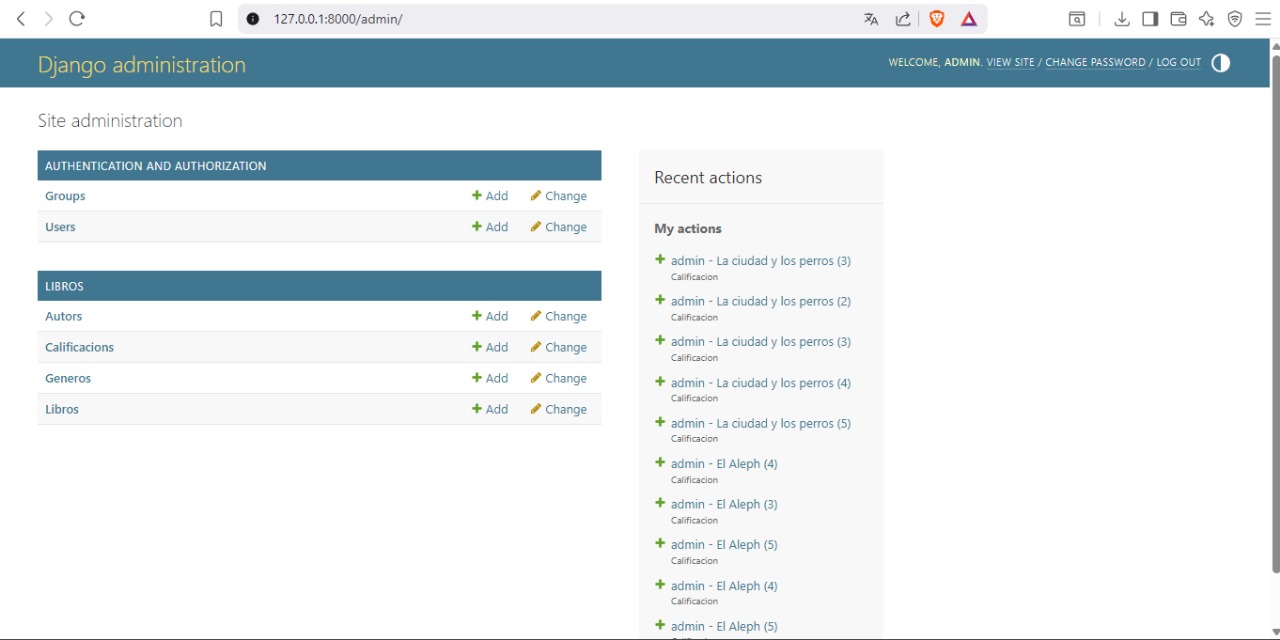 127.0.0.1:8000/admin/
Django administration
WELCOME, ADMIN. VIEW SITE / CHANGE PASSWORD / LOG OUT
Site administration
AUTHENTICATION AND AUTHORIZATION
Groups Add Change
Users Add Change
LIBROS
Autors Add Change
Calificacions Add Change
Generos Add Change
Libros Add Change
Recent actions
My actions
admin - La ciudad y los perros (3)
Calificacion
admin - La ciudad y los perros (2)
Calificacion
admin - La ciudad y los perros (3)
Calificacion
admin - La ciudad y los perros (4)
Calificacion
admin - La ciudad y los perros (5)
Calificacion
admin - El Aleph (4)
Calificacion
admin - El Aleph (3)
Calificacion
admin - El Aleph (5)
Calificacion
admin - El Aleph (4)
Calificacion
admin - El Aleph (5)